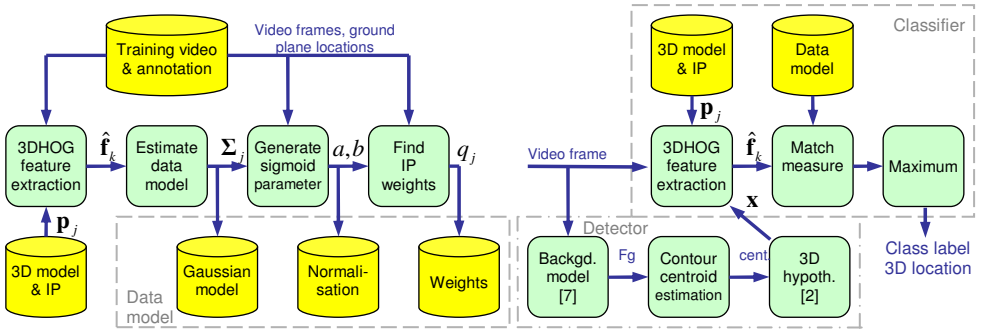 Training video
& annotation
Video frames, ground
plane locations
3DHOG
feature
extraction
f̂k
Estimate
data
model
Σj
Generate
sigmoid
parameter
a,b
Find
IP
weights
qj
pj
3D model
& IP
Gaussian-
model
Normali-
sation
Weights
Data
model
Classifier
3D model
& IP
Data
model
pj
Video frame
3DHOG
feature
extraction
f̂k
Match
measure
Maximum
x
Detector
Backgd.
model
[7]
Fg
Contour
centroid
estimation
cent.
3D
hypoth.
[2]
Class label
3D location